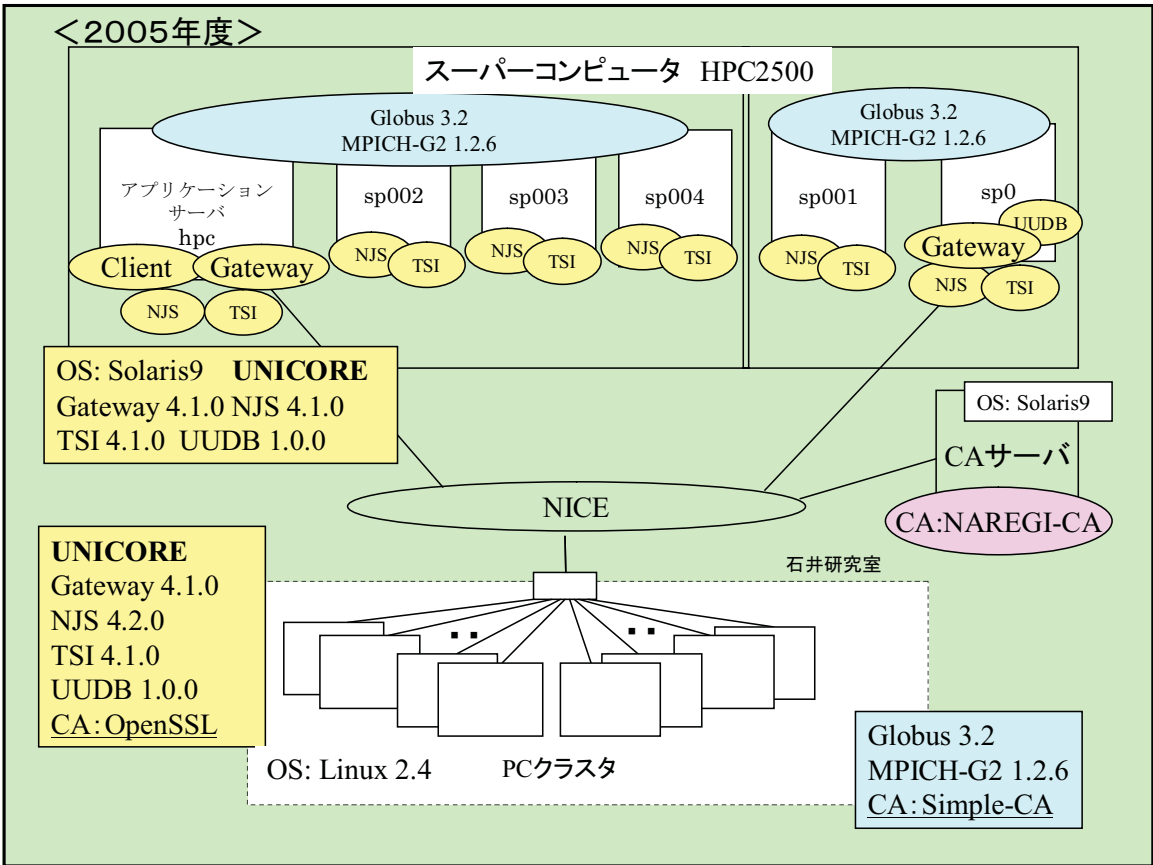 ＜2005年度＞
スーパーコンピュータ HPC2500
Globus 3.2
MPICH-G2 1.2.6
Globus 3.2
MPICH-G2 1.2.6
アプリケーション
サーバ
hpc
sp002
sp003
sp004
sp001
sp0
UUDB
Client
Gateway
NJS
TSI
NJS
TSI
NJS
TSI
NJS
TSI
NJS
TSI
Gateway
NJS
TSI
OS: Solaris9 UNICORE
Gateway 4.1.0 NJS 4.1.0
TSI 4.1.0 UUDB 1.0.0
OS: Solaris9
CAサーバ
CA:NAREGI-CA
NICE
UNICORE
Gateway 4.1.0
NJS 4.2.0
TSI 4.1.0
UUDB 1.0.0
CA：OpenSSL
石井研究室
‥ ‥
OS: Linux 2.4 PCクラスタ
Globus 3.2
MPICH-G2 1.2.6
CA：Simple-CA